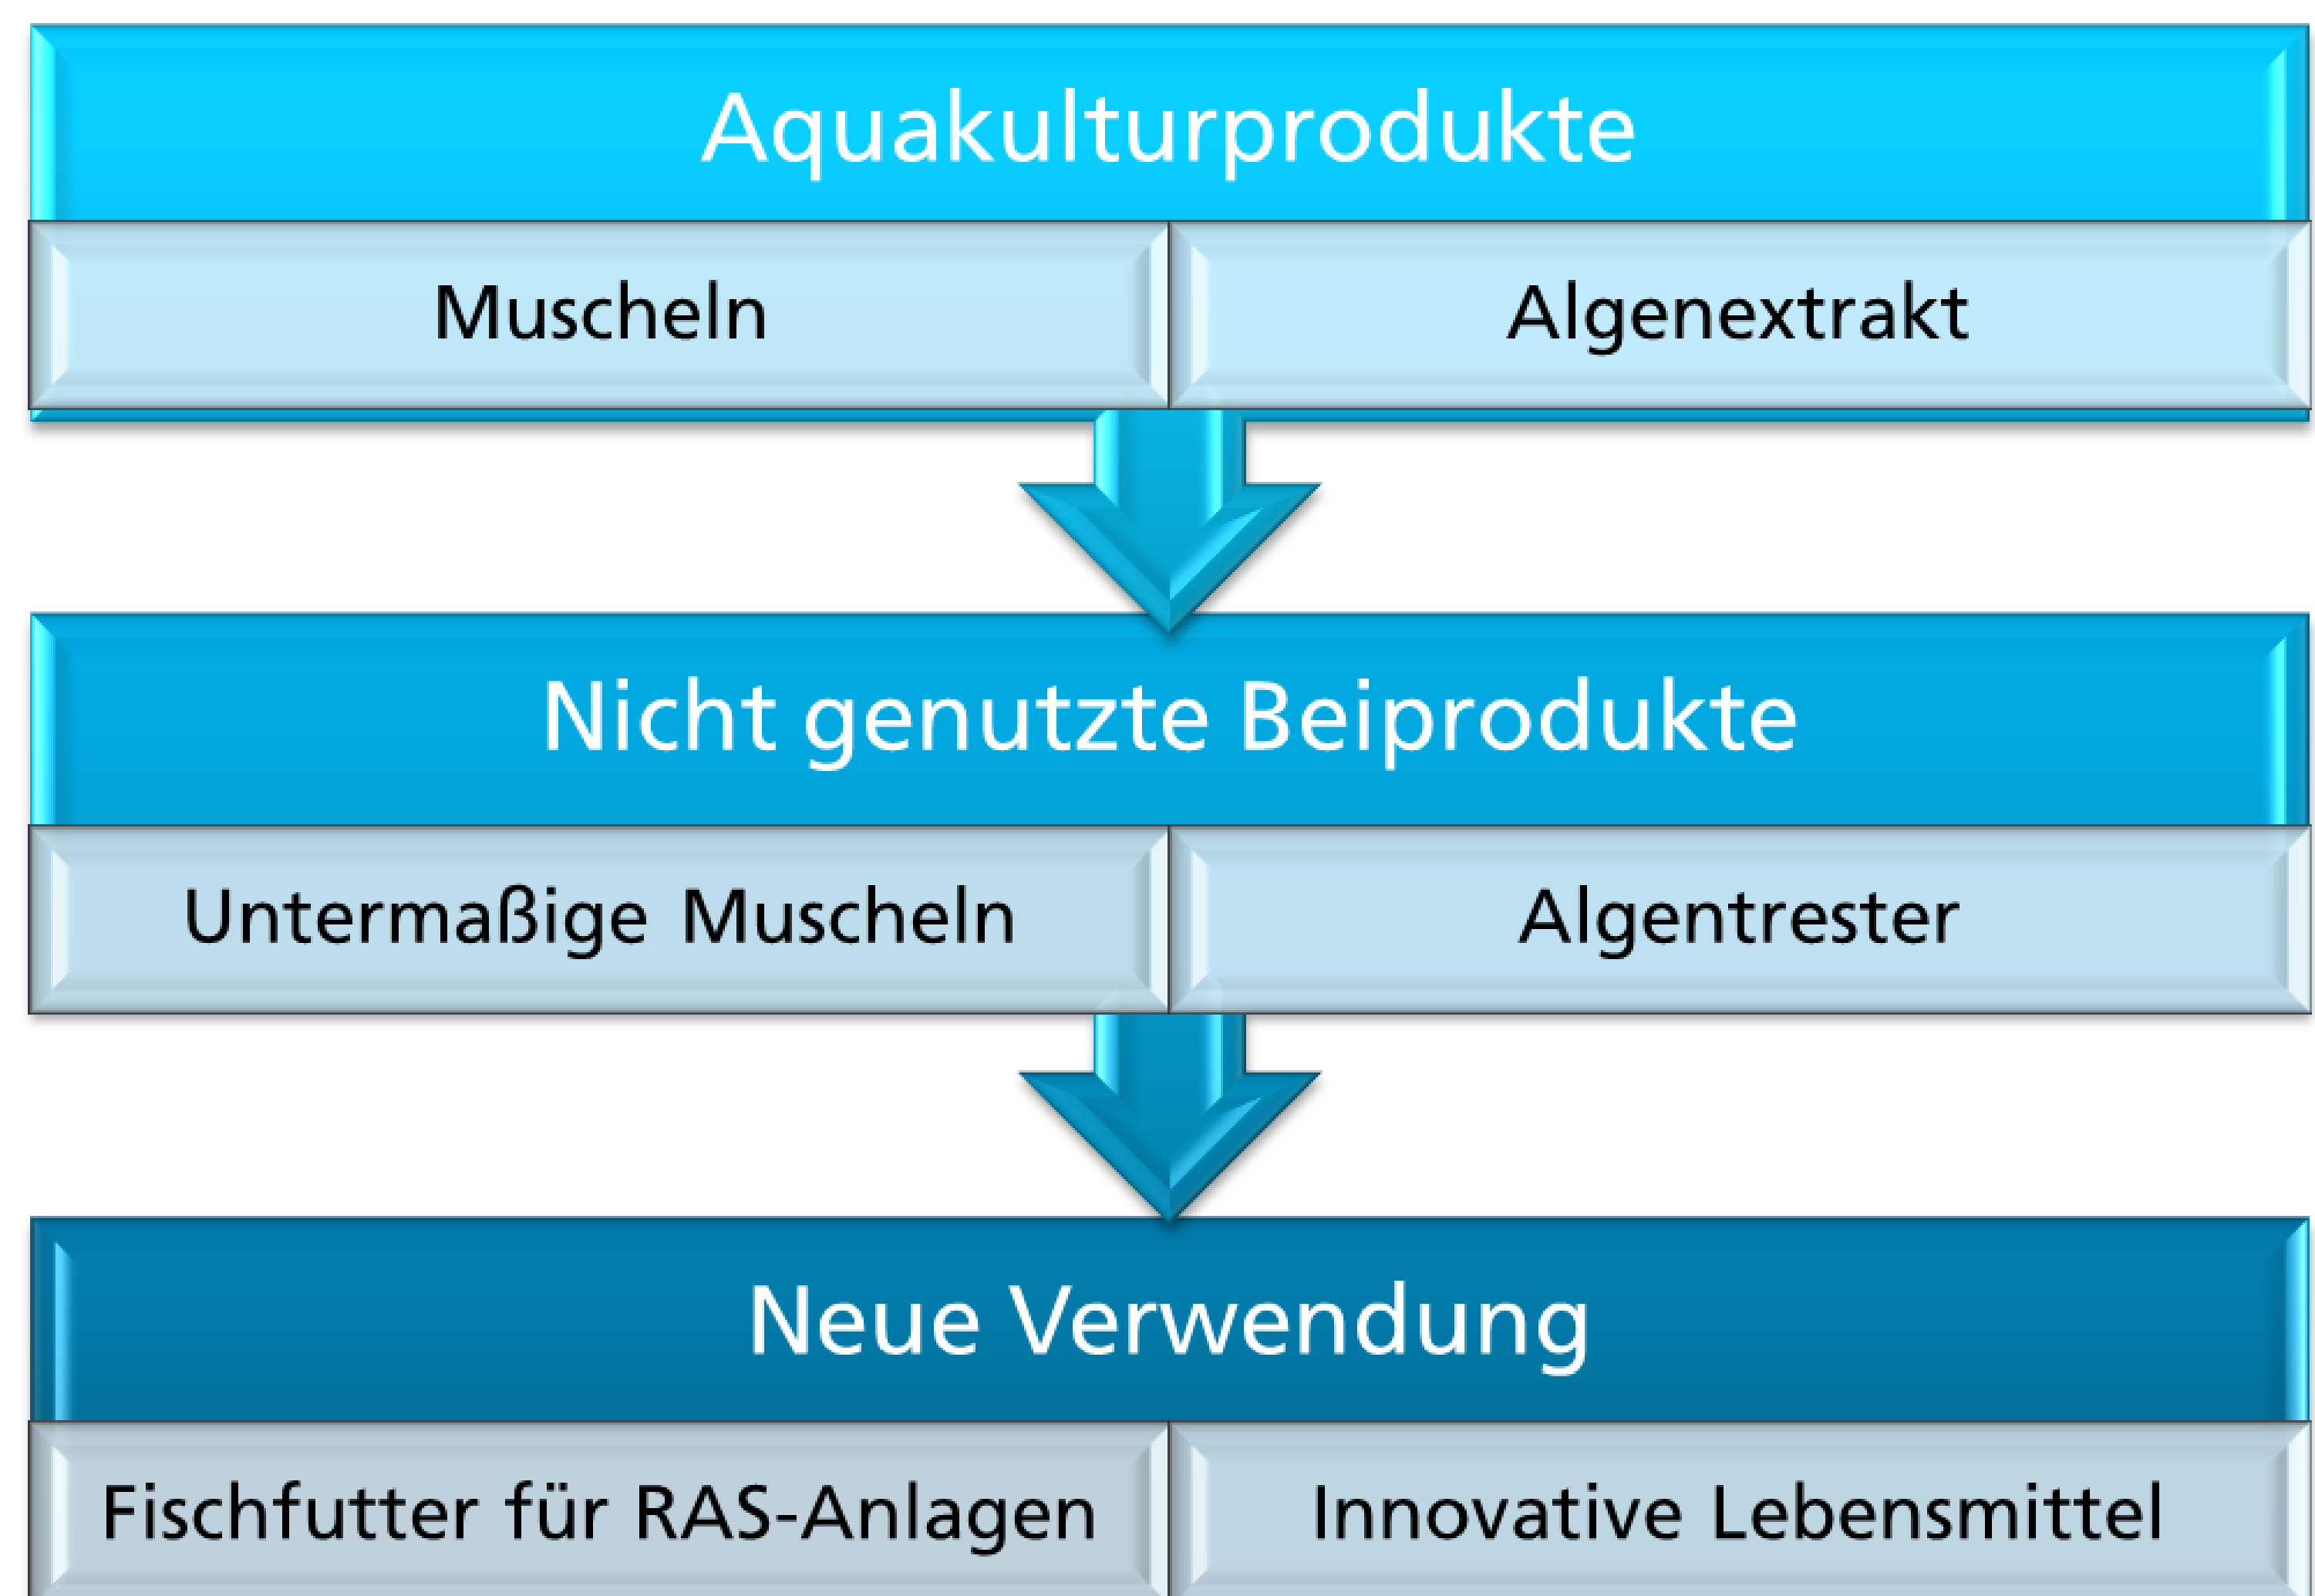 Aquakulturprodukte
Muscheln
Algenextrakt
Nicht genutzte Beiprodukte
Untermaßige Muscheln
Algentrester
Neue Verwendung
Fischfutter für RAS-Anlagen
Innovative Lebensmittel